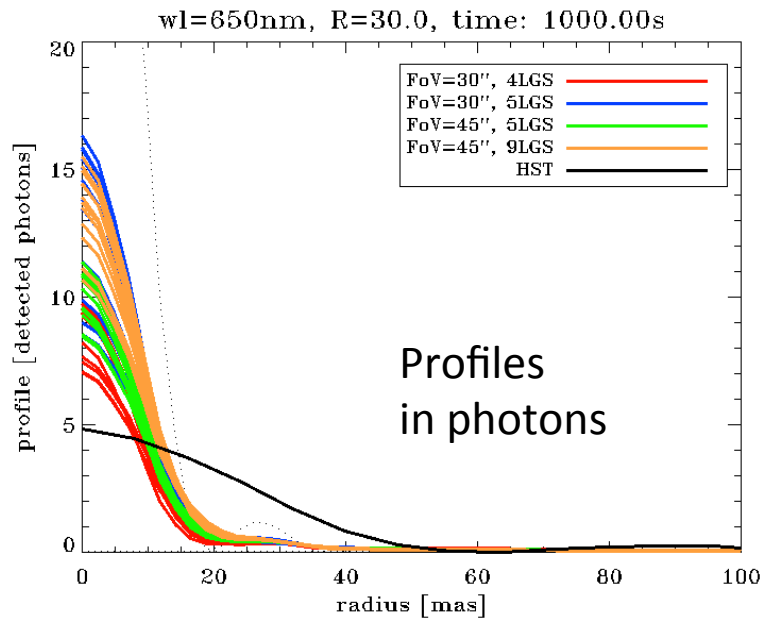 wl=650nm, R=30.0, time: 1000.00s
20
15
10
5
0
profile [detected photons]
FoV=30", 4LGS
FoV=30", 5LGS
FoV=45", 5LGS
FoV=45", 9LGS
HST
Profiles
in photons
0 20 40 60 80 100
radius [mas]